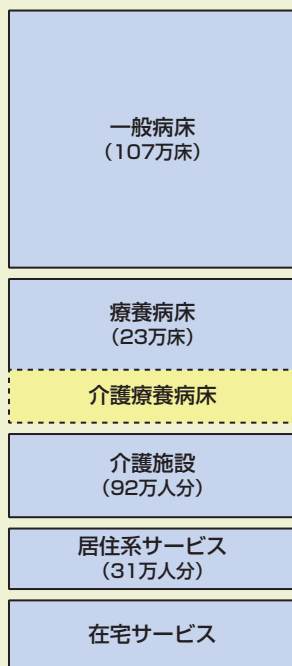 一般病床
（107万床）
療養病床
（23万床）
介護療養病床
介護施設
（92万人分）
居住系サービス
（31万人分）
在宅サービス